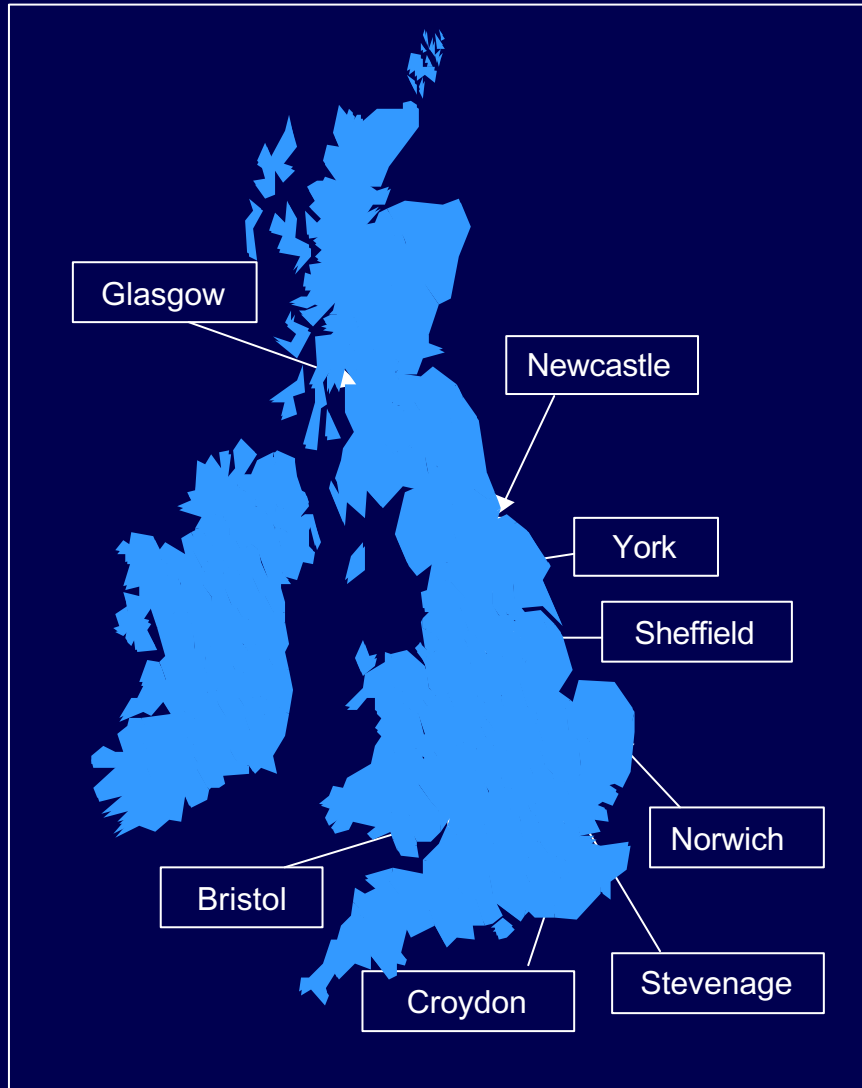 Glasgow
Newcastle
York
Sheffield
Norwich
Bristol
Stevenage
Croydon